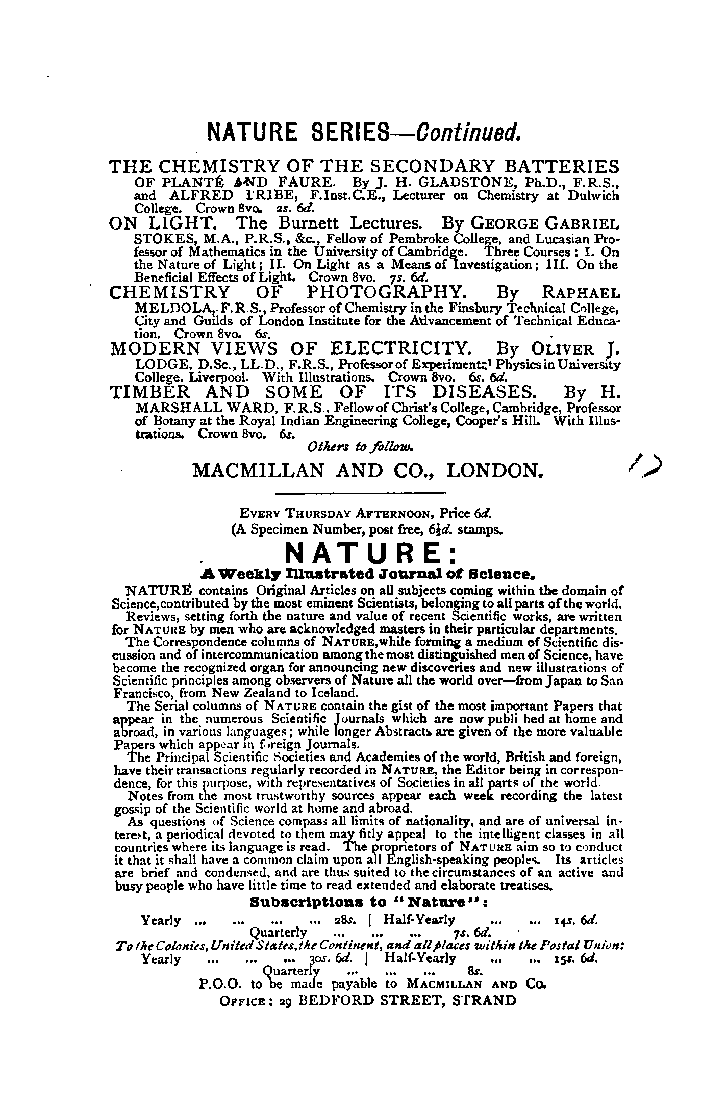 NATURE SERIES—Continued.
THE CHEMISTRY OF THE SECONDARY BATTERIES
OF PLANTÉ AND FAURE. By J. H. GLADSTONE, Ph.D., F.R.S.,
and ALFRED TRIBE, F.Inst.C.E., Lecturer on Chemistry at Dulwich
College. Crown 8vo. 2s. 6d.
ON LIGHT. The Burnett Lectures. By GEORGE GABRIEL
STOKES, M.A., P.R.S., &c., Fellow of Pembroke College, and Lucasian Pro-
fessor of Mathematics in the University of Cambridge. Three Courses: I. On
the Nature of Light; II. On Light as a Means of Investigation; III. On the
Beneficial Effects of Light. Crown 8vo. 7s. 6d.
CHEMISTRY OF PHOTOGRAPHY. By RAPHAEL
MELDOLA, F.R.S., Professor of Chemistry in the Finsbury Technical College,
City and Guilds of London Institute for the Advancement of Technical Educa-
tion. Crown 8vo. 6s.
MODERN VIEWS OF ELECTRICITY. By OLIVER J.
LODGE, D.Sc., LL.D., F.R.S., Professor of Experimental Physics in University
College, Liverpool. With Illustrations. Crown 8vo. 6s. 6d.
TIMBER AND SOME OF ITS DISEASES. By H.
MARSHALL WARD, F.R.S., Fellow of Christ's College, Cambridge, Professor
of Botany at the Royal Indian Engineering College, Cooper's Hill. With Illus-
trations. Crown 8vo. 6s.
Others to follow.
MACMILLAN AND CO., LONDON.
EVERY THURSDAY AFTERNOON, Price 6d.
(A Specimen Number, post free, 6½d. stamps.
NATURE:
A Weekly Illustrated Journal of Science.
NATURE contains Original Articles on all subjects coming within the domain of
Science, contributed by the most eminent Scientists, belonging to all parts of the world.
Reviews, setting forth the nature and value of recent Scientific works, are written
for NATURE by men who are acknowledged masters in their particular departments.
The Correspondence columns of NATURE, while forming a medium of Scientific dis-
cussion and of intercommunication among the most distinguished men of Science, have
become the recognized organ for announcing new discoveries and new illustrations of
Scientific principles among observers of Nature all the world over—from Japan to San
Francisco, from New Zealand to Iceland.
The Serial columns of NATURE contain the gist of the most important Papers that
appear in the numerous Scientific Journals which are now publi hed at home and
abroad, in various languages; while longer Abstracts are given of the more valuable
Papers which appear in foreign Journals.
The Principal Scientific Societies and Academies of the world, British and foreign,
have their transactions regularly recorded in NATURE, the Editor being in correspon-
dence, for this purpose, with representatives of Societies in all parts of the world.
Notes from the most trustworthy sources appear each week recording the latest
gossip of the Scientific world at home and abroad.
As questions of Science compass all limits of nationality, and are of universal in-
terest, a periodical devoted to them may fitly appeal to the intelligent classes in all
countries where its language is read. The proprietors of NATURE aim so to conduct
it that it shall have a common claim upon all English-speaking peoples. Its articles
are brief and condensed, and are thus suited to the circumstances of an active and
busy people who have little time to read extended and elaborate treatises.
Subscriptions to "Nature":
Yearly ... ... ... ... 28s. | Half-Yearly ... ... 14s. 6d.
Quarterly ... ... ... 7s. 6d.
To the Colonies, United States, the Continent, and all places within the Postal Union:
Yearly ... ... ... 30s. 6d. | Half-Yearly ... ... 15s. 6d.
Quarterly ... ... ... 8s.
P.O.O. to be made payable to MACMILLAN AND CO.
OFFICE: 29 BEDFORD STREET, STRAND